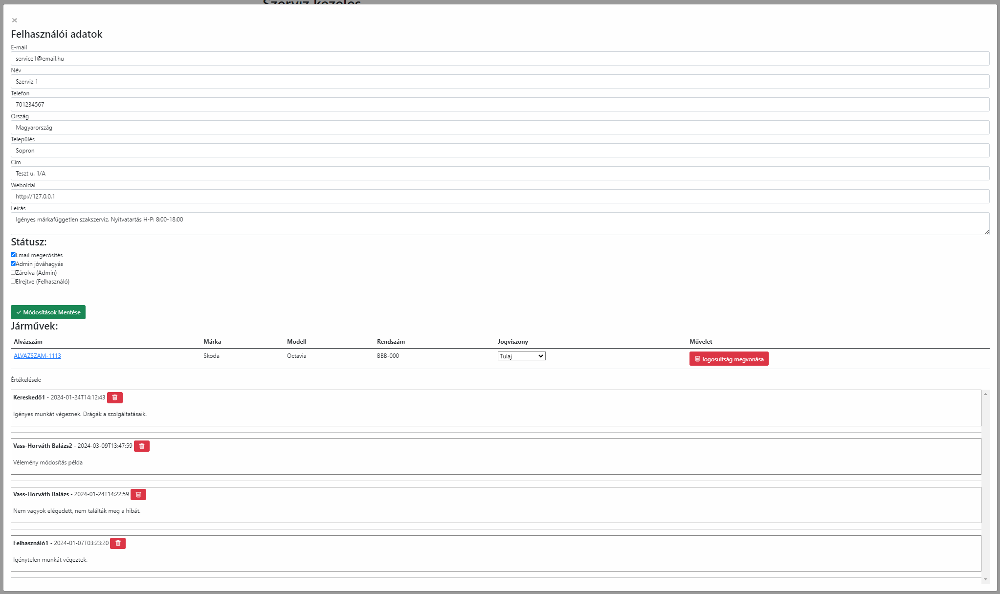 Szerviz kezelés
×
Felhasználói adatok
E-mail
service1@email.hu
Név
Szerviz 1
Telefon
701234567
Ország
Magyarország
Település
Sopron
Cím
Teszt u. 1/A
Weboldal
http://127.0.0.1
Leírás
Igényes márkafüggetlen szakszerviz. Nyitvatartás H-P: 8:00-18:00
Státusz:
Email megerősítés
Admin jóváhagyás
Zárolva (Admin)
Elrejtve (Felhasználó)
Módosítások Mentése
Járművek:
Alvázszám Márka Modell Rendszám Jogviszony Művelet
ALVAZSZAM-1113 Skoda Octavia BBB-000 Tulaj Jogosultság megvonása
Értékelések:
Kereskedő1 - 2024-01-24T14:12:43
Igényes munkát végeznek. Drágák a szolgáltatásaik.
Vass-Horváth Balázs2 - 2024-03-09T13:47:59
Vélemény módosítás példa
Vass-Horváth Balázs - 2024-01-24T14:22:59
Nem vagyok elégedett, nem találták meg a hibát.
Felhasználó1 - 2024-01-07T03:23:20
Igénytelen munkát végeztek.